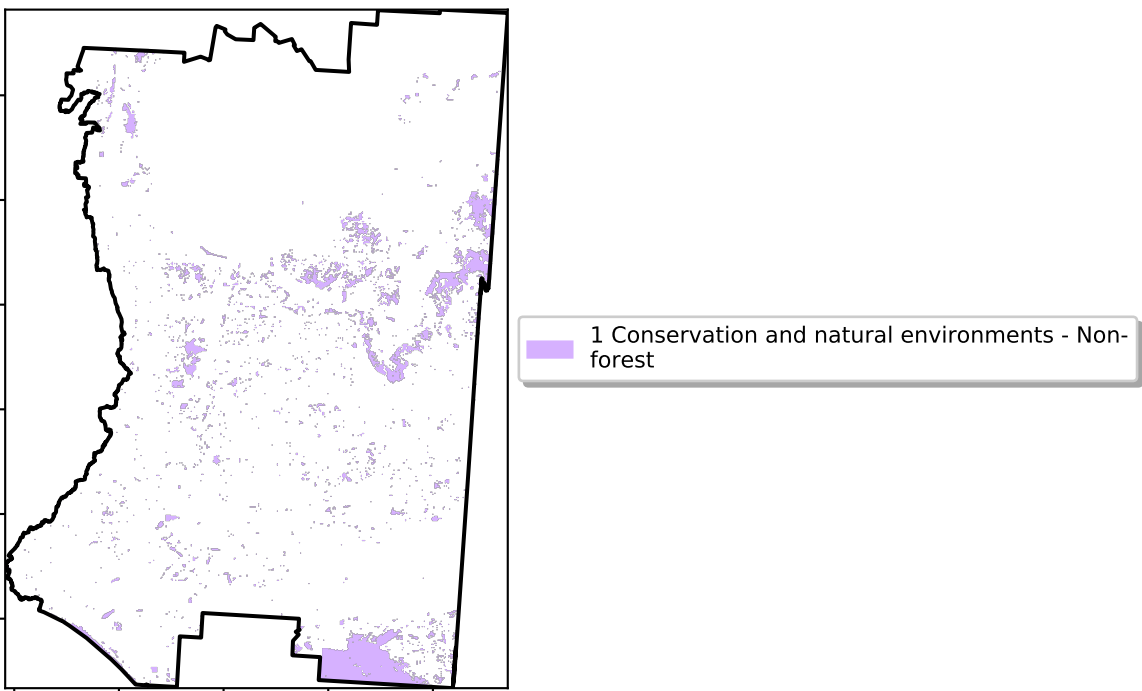 1 Conservation and natural environments - Non-
forest